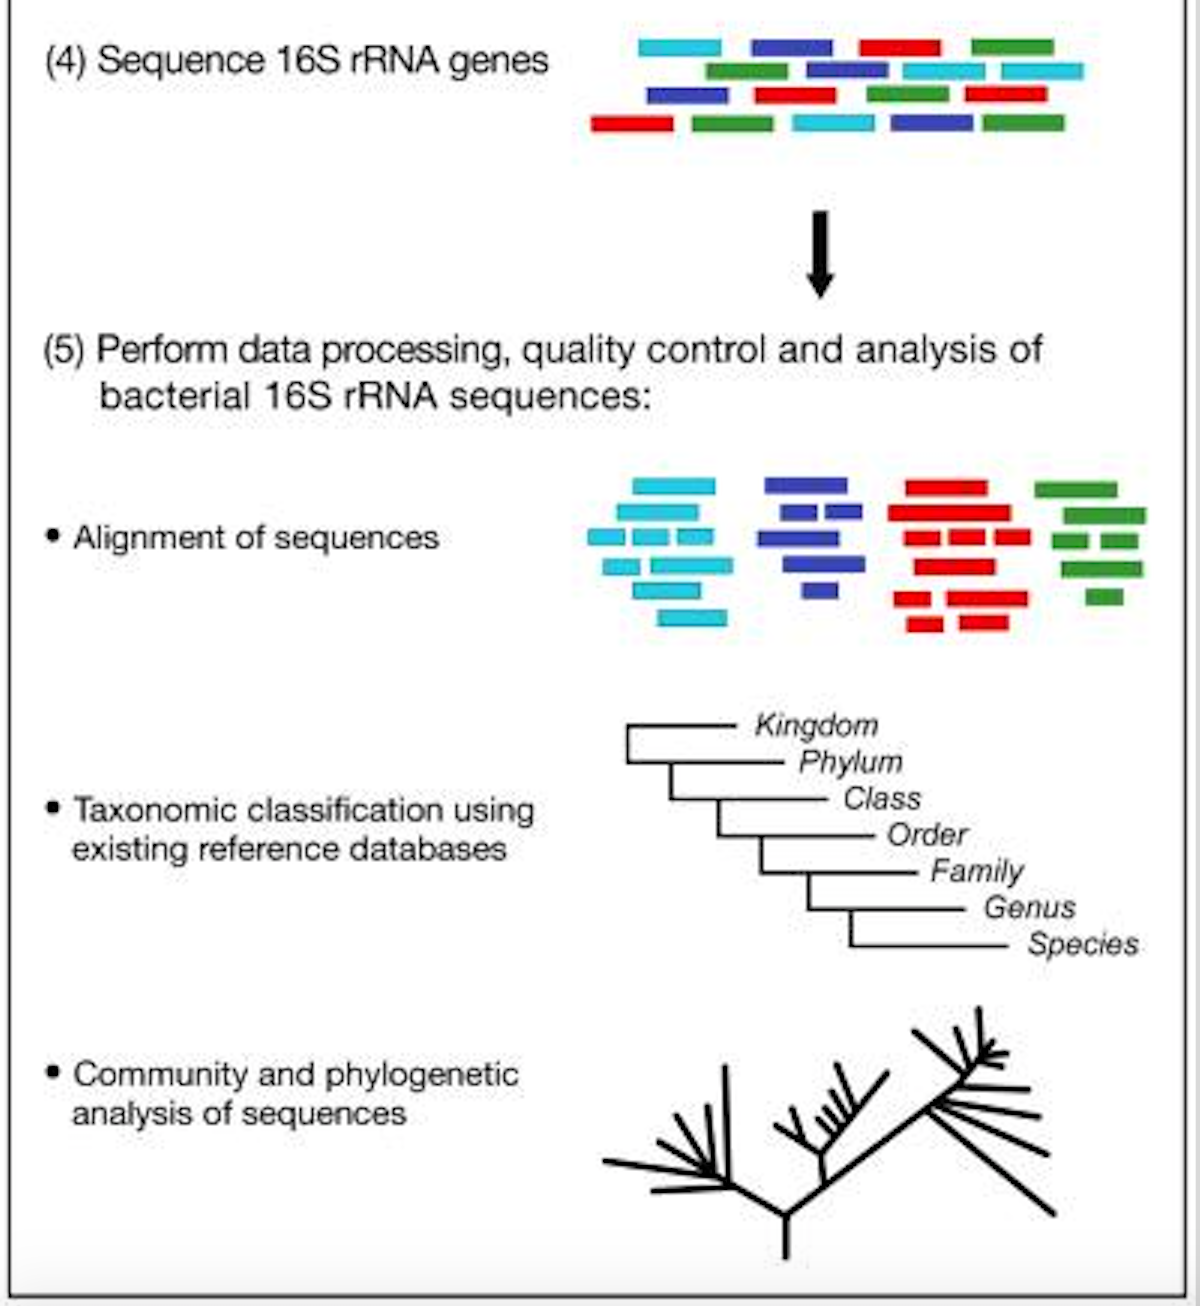 (4) Sequence 16S rRNA genes
(5) Perform data processing, quality control and analysis of
bacterial 16S rRNA sequences:
• Alignment of sequences
Kingdom
Phylum
Class
Order
Family
Genus
Species
• Taxonomic classification using
existing reference databases
• Community and phylogenetic
analysis of sequences